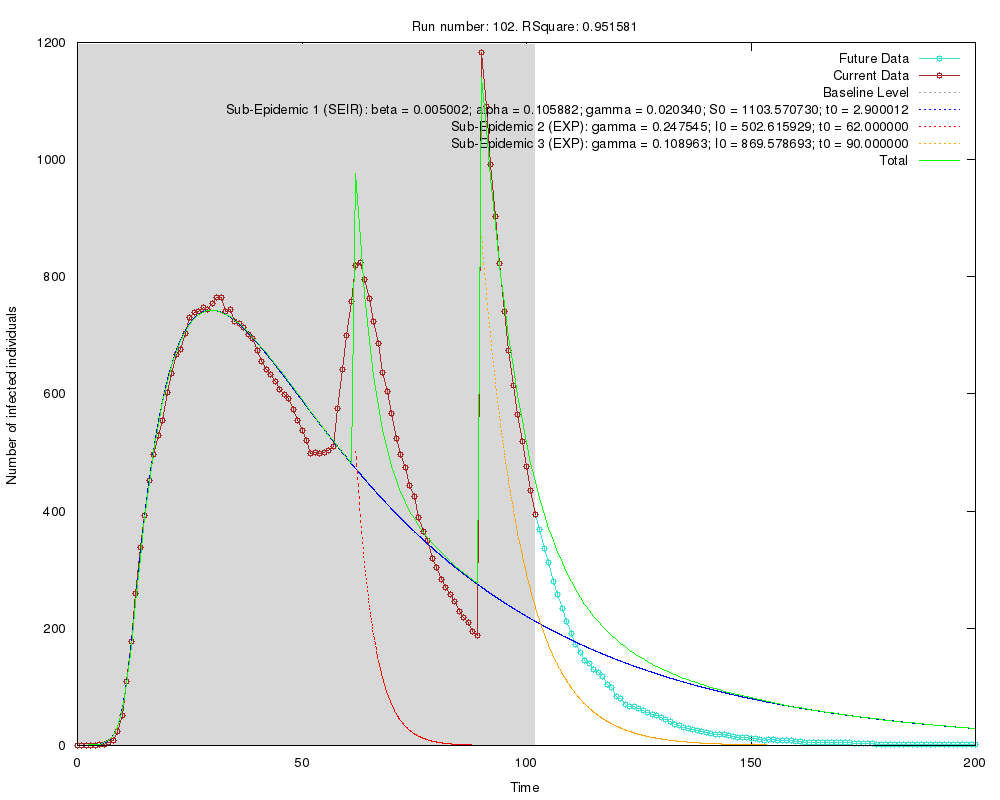 Run number: 102. RSquare: 0.951581
1200
1000
800
600
400
200
0
0
50
100
150
200
Number of infected individuals
Time
Future Data
Current Data
Baseline Level
Sub-Epidemic 1 (SEIR): beta = 0.005002; alpha = 0.105882; gamma = 0.020340; S0 = 1103.570730; t0 = 2.900012
Sub-Epidemic 2 (EXP): gamma = 0.247545; I0 = 502.615929; t0 = 62.000000
Sub-Epidemic 3 (EXP): gamma = 0.108963; I0 = 869.578693; t0 = 90.000000
Total